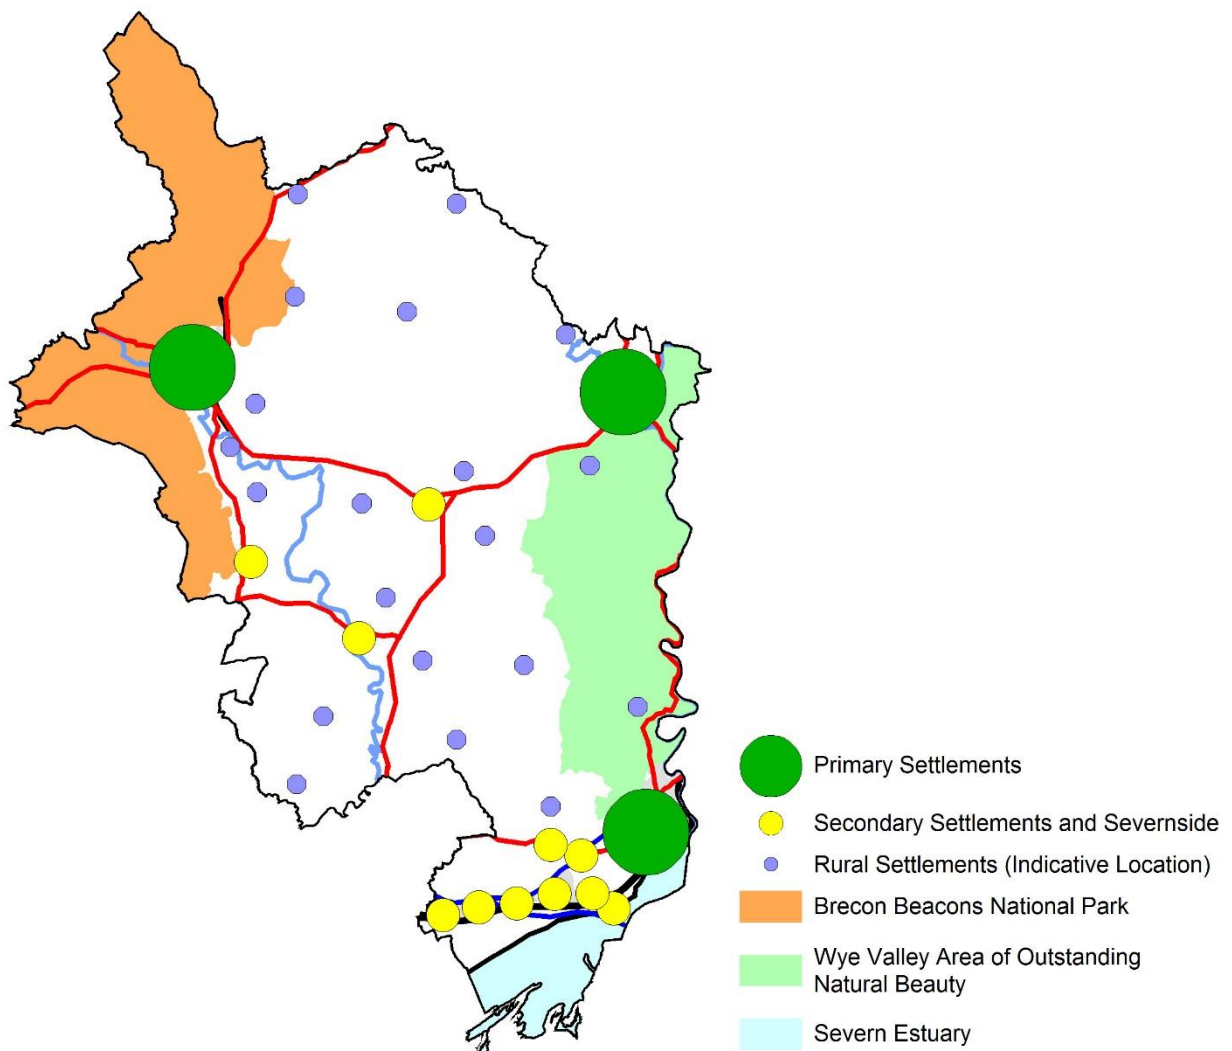 Primary Settlements
Secondary Settlements and Severnside
Rural Settlements (Indicative Location)
Brecon Beacons National Park
Wye Valley Area of Outstanding
Natural Beauty
Severn Estuary